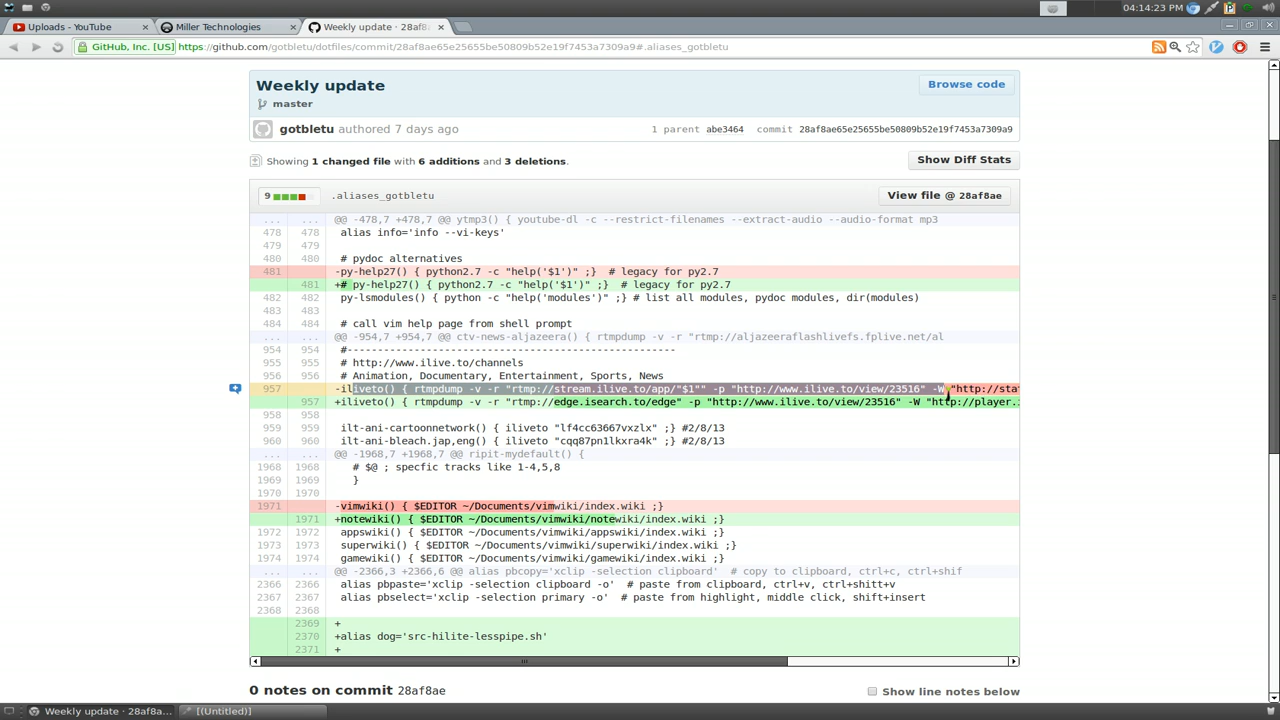 04:14:23 PM
Uploads - YouTube
Miller Technologies
Weekly update · 28af8
GitHub, Inc. [US] https://github.com/gotbletu/dotfiles/commit/28af8ae65e25655be50809b52e19f7453a7309a9#.aliases_gotbletu
Weekly update
Browse code
master
gotbletu authored 7 days ago
1 parent abe3464 commit 28af8ae65e25655be50809b52e19f7453a7309a9
Showing 1 changed file with 6 additions and 3 deletions.
Show Diff Stats
9 .aliases_gotbletu
View file @ 28af8ae
... ... @@ -478,7 +478,7 @@ ytmp3() { youtube-dl -c --restrict-filenames --extract-audio --audio-format mp3
478 478 alias info='info --vi-keys'
479 479
480 480 # pydoc alternatives
481 -py-help27() { python2.7 -c "help('$1')" ;} # legacy for py2.7
481 +# py-help27() { python2.7 -c "help('$1')" ;} # legacy for py2.7
482 482 py-lsmodules() { python -c "help('modules')" ;} # list all modules, pydoc modules, dir(modules)
483 483
484 484 # call vim help page from shell prompt
... ... @@ -954,7 +954,7 @@ ctv-news-aljazeera() { rtmpdump -v -r "rtmp://aljazeeraflashlivefs.fplive.net/al
954 954 #----------------------------------------------------
955 955 # http://www.ilive.to/channels
956 956 # Animation, Documentary, Entertainment, Sports, News
957 -iliveto() { rtmpdump -v -r "rtmp://stream.ilive.to/app/"$1"" -p "http://www.ilive.to/view/23516" -W "http://sta
957 +iliveto() { rtmpdump -v -r "rtmp://edge.isearch.to/edge" -p "http://www.ilive.to/view/23516" -W "http://player.
958 958
959 959 ilt-ani-cartoonnetwork() { iliveto "lf4cc63667vxzlx" ;} #2/8/13
960 960 ilt-ani-bleach.jap,eng() { iliveto "cqq87pn1lkxra4k" ;} #2/8/13
... ... @@ -1968,7 +1968,7 @@ ripit-mydefault() {
1968 1968 # $@ ; specfic tracks like 1-4,5,8
1969 1969 }
1970 1970
1971 -vimwiki() { $EDITOR ~/Documents/vimwiki/index.wiki ;}
1971 +notewiki() { $EDITOR ~/Documents/vimwiki/notewiki/index.wiki ;}
1972 1972 appswiki() { $EDITOR ~/Documents/vimwiki/appswiki/index.wiki ;}
1973 1973 superwiki() { $EDITOR ~/Documents/vimwiki/superwiki/index.wiki ;}
1974 1974 gamewiki() { $EDITOR ~/Documents/vimwiki/gamewiki/index.wiki ;}
... ... @@ -2366,3 +2366,6 @@ alias pbcopy='xclip -selection clipboard' # copy to clipboard, ctrl+c, ctrl+shif
2366 2366 alias pbpaste='xclip -selection clipboard -o' # paste from clipboard, ctrl+v, ctrl+shitt+v
2367 2367 alias pbselect='xclip -selection primary -o' # paste from highlight, middle click, shift+insert
2368 2368
2369 +
2370 +alias dog='src-hilite-lesspipe.sh'
2371 +
0 notes on commit 28af8ae
Show line notes below
Weekly update · 28af8a...
[(Untitled)]